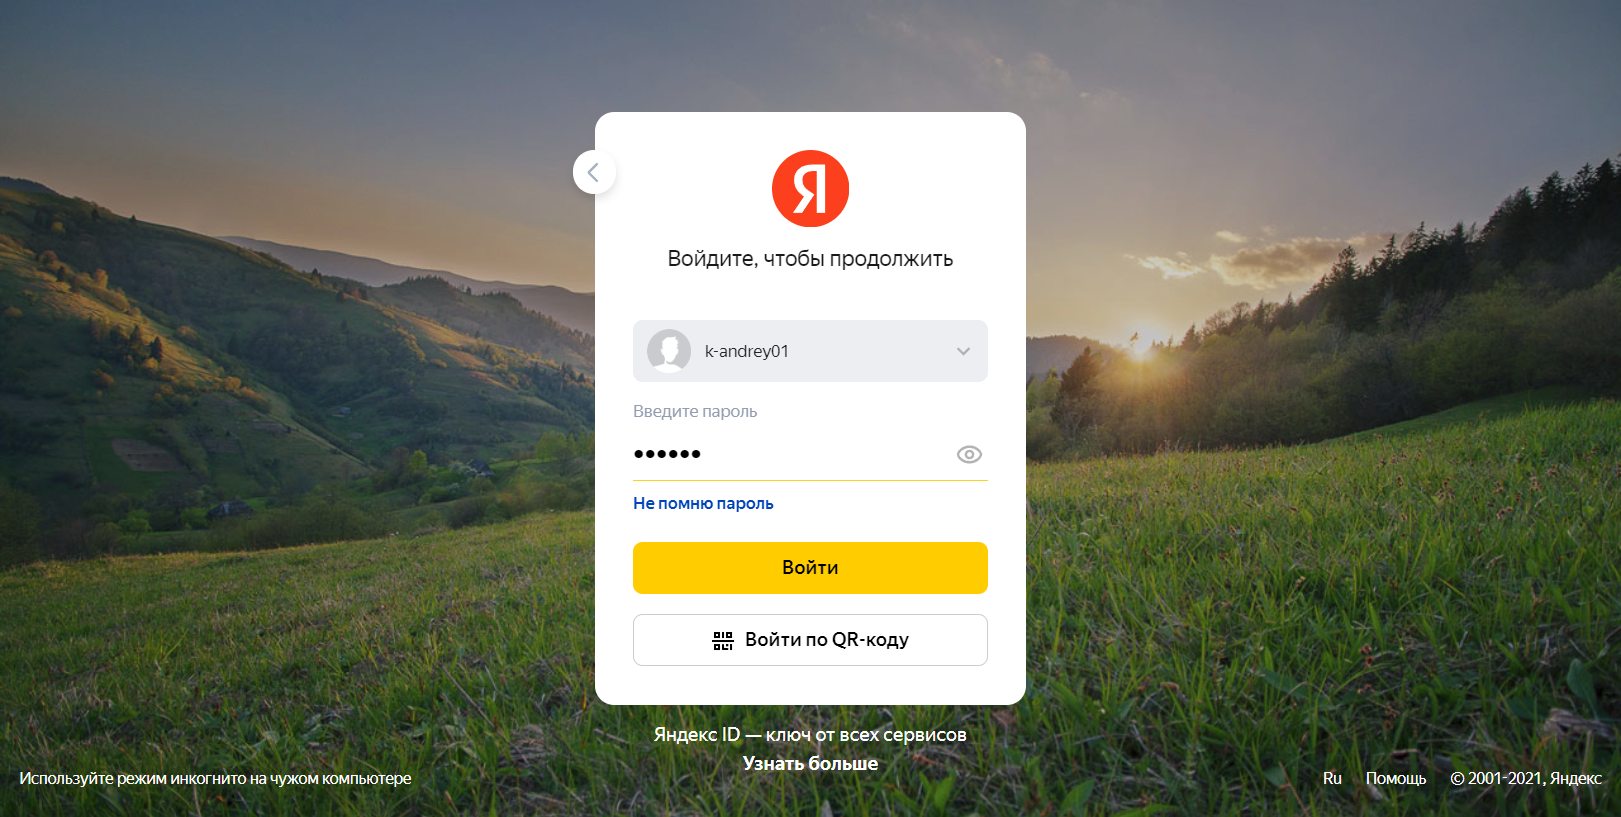 Я
Войдите, чтобы продолжить
k-andrey01
Введите пароль
••••••
Не помню пароль
Войти
Войти по QR-коду
Яндекс ID — ключ от всех сервисов
Узнать больше
Используйте режим инкогнито на чужом компьютере
Ru Помощь © 2001-2021, Яндекс